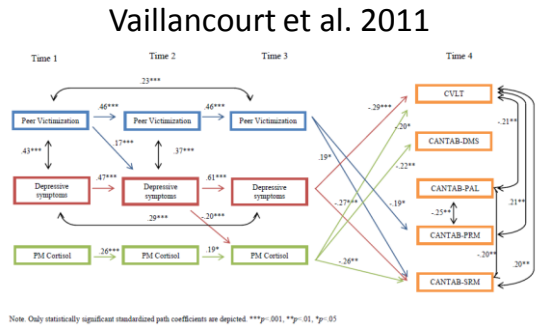 Vaillancourt et al. 2011
Time 1 Time 2 Time 3 Time 4
.23***
CVLT
.46*** .46*** -.29***
Peer Victimization Peer Victimization Peer Victimization
-.21**
.17*** -.20*
CANTAB-DMS
.43*** .37*** .19* -.22**
.47*** .61***
Depressive symptoms Depressive symptoms Depressive symptoms
CANTAB-PAL
-.27*** -.19* -.25** .21**
.29*** -.20***
CANTAB-PRM
.26*** .19* -.20** .20**
PM Cortisol PM Cortisol PM Cortisol
-.26**
CANTAB-SRM
Note. Only statistically significant standardized path coefficients are depicted. ***p<.001, **p<.01, *p<.05